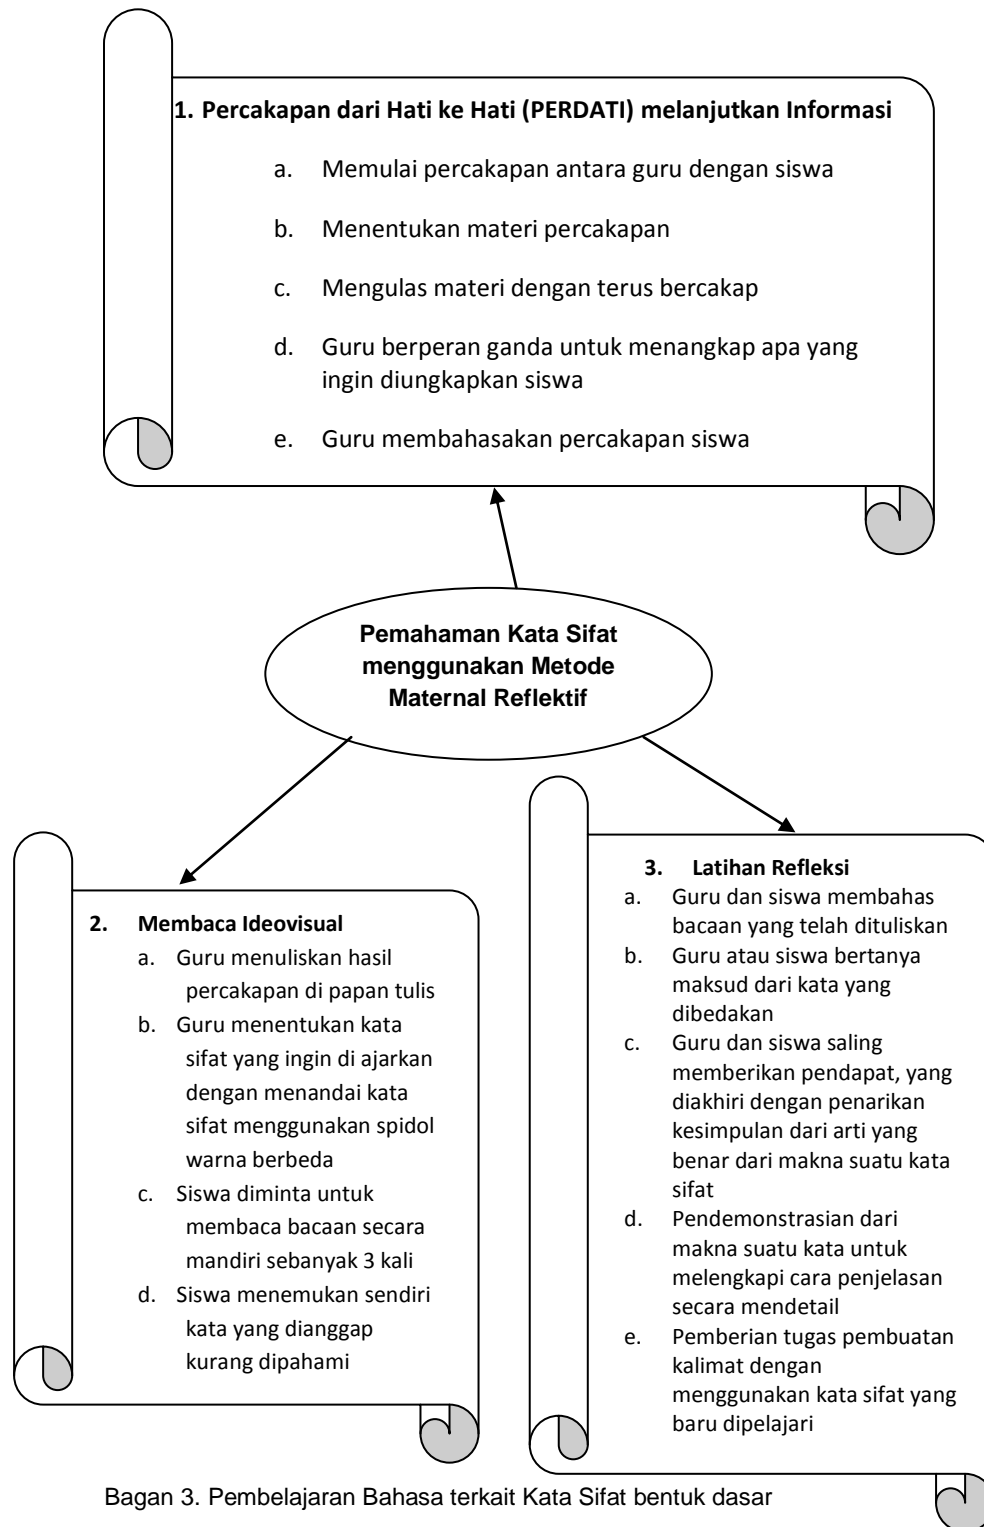 1. Percakapan dari Hati ke Hati (PERDATI) melanjutkan Informasi
a. Memulai percakapan antara guru dengan siswa
b. Menentukan materi percakapan
c. Mengulas materi dengan terus bercakap
d. Guru berperan ganda untuk menangkap apa yang
ingin diungkapkan siswa
e. Guru membahasakan percakapan siswa
Pemahaman Kata Sifat
menggunakan Metode
Maternal Reflektif
2. Membaca Ideovisual
a. Guru menuliskan hasil
percakapan di papan tulis
b. Guru menentukan kata
sifat yang ingin di ajarkan
dengan menandai kata
sifat menggunakan spidol
warna berbeda
c. Siswa diminta untuk
membaca bacaan secara
mandiri sebanyak 3 kali
d. Siswa menemukan sendiri
kata yang dianggap
kurang dipahami
3. Latihan Refleksi
a. Guru dan siswa membahas
bacaan yang telah dituliskan
b. Guru atau siswa bertanya
maksud dari kata yang
dibedakan
c. Guru dan siswa saling
memberikan pendapat, yang
diakhiri dengan penarikan
kesimpulan dari arti yang
benar dari makna suatu kata
sifat
d. Pendemonstrasian dari
makna suatu kata untuk
melengkapi cara penjelasan
secara mendetail
e. Pemberian tugas pembuatan
kalimat dengan
menggunakan kata sifat yang
baru dipelajari
Bagan 3. Pembelajaran Bahasa terkait Kata Sifat bentuk dasar